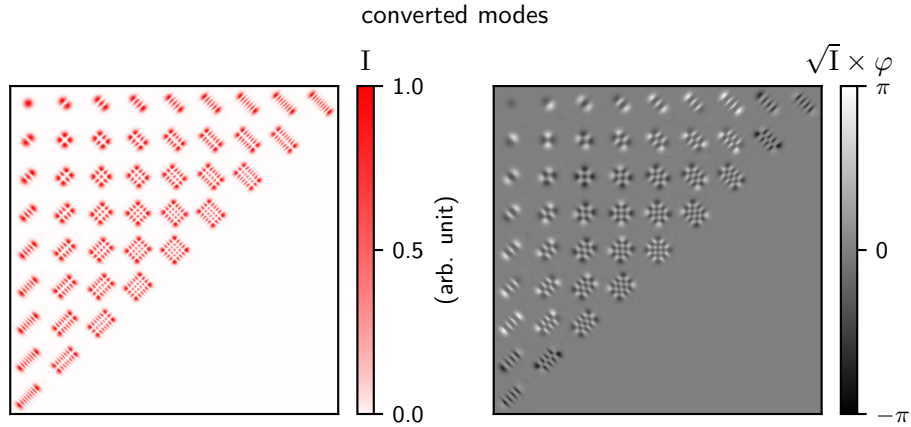 converted modes
I
1.0
0.5
0.0
(arb. unit)
√I × φ
π
0
−π